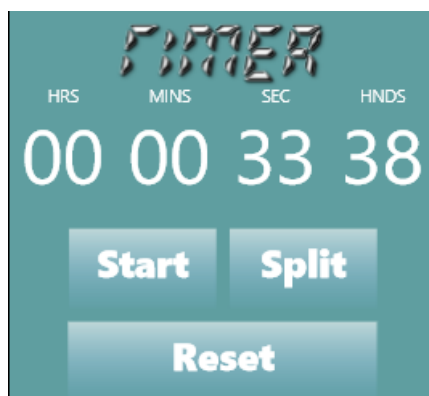 TIMER
HRS MINS SEC HNDS
00 00 33 38
Start Split
Reset